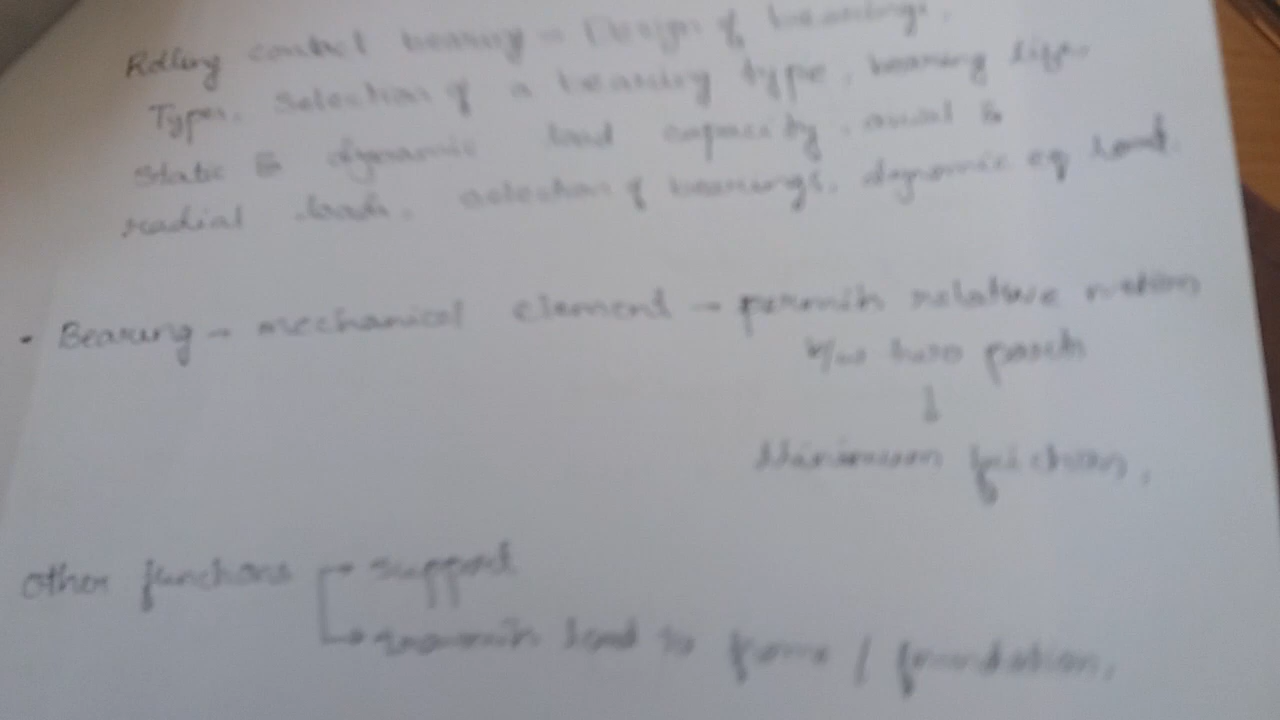 Rolling contact bearing - Design of bearings.
Types. Selection of a bearing type, bearing life.
Static & dynamic load capacity, axial &
radial loads, selection of bearings, dynamic eq load.
• Bearing → mechanical element → permits relative motion
b/w two parts
↓
Minimum friction.
Other functions → support
→ transmit load to frame / foundation.